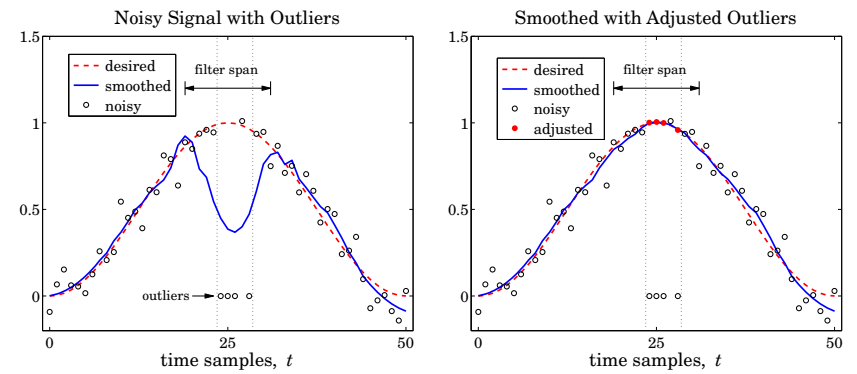 Noisy Signal with Outliers
1.5
1
0.5
0
0
25
50
desired
smoothed
noisy
filter span
outliers
time samples, t
Smoothed with Adjusted Outliers
1.5
1
0.5
0
0
25
50
desired
smoothed
noisy
adjusted
filter span
time samples, t